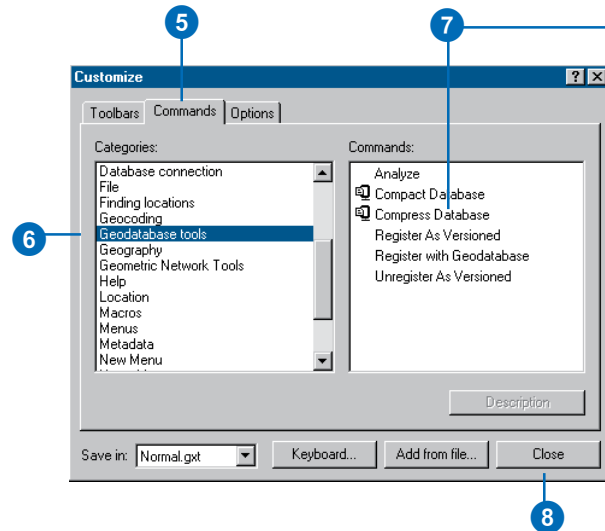 5
7
Customize
?
Toolbars
Commands
Options
Categories:
Commands:
Database connection
File
Finding locations
Geocoding
Geodatabase tools
Geography
Geometric Network Tools
Help
Location
Macros
Menus
Metadata
New Menu
Analyze
Compact Database
Compress Database
Register As Versioned
Register with Geodatabase
Unregister As Versioned
6
Description
Save in:
Normal.gxt
Keyboard...
Add from file...
Close
8